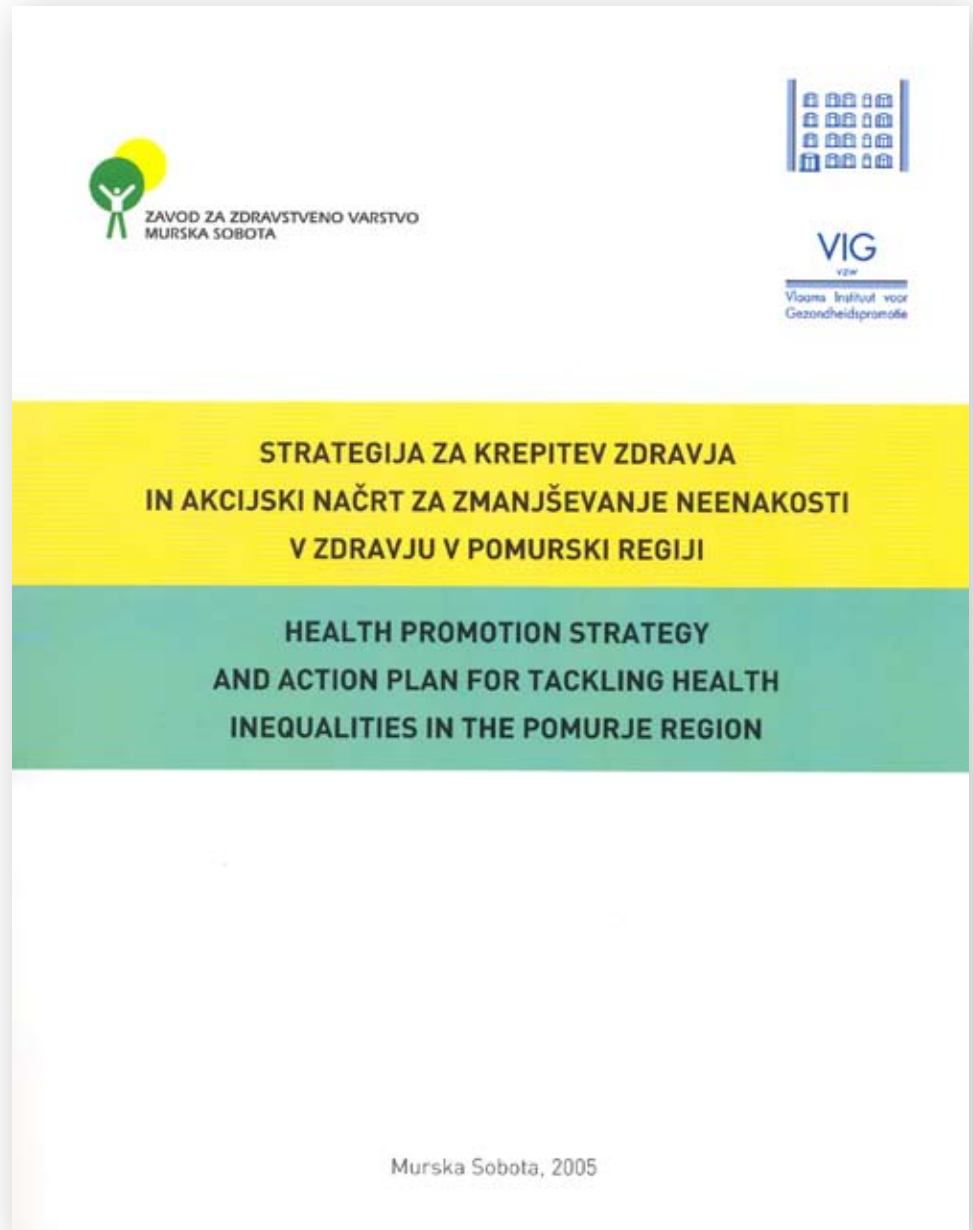 ZAVOD ZA ZDRAVSTVENO VARSTVO
MURSKA SOBOTA
VIG
vzw
Vlaams Instituut voor
Gezondheidspromotie
STRATEGIJA ZA KREPITEV ZDRAVJA
IN AKCIJSKI NAČRT ZA ZMANJŠEVANJE NEENAKOSTI
V ZDRAVJU V POMURSKI REGIJI
HEALTH PROMOTION STRATEGY
AND ACTION PLAN FOR TACKLING HEALTH
INEQUALITIES IN THE POMURJE REGION
Murska Sobota, 2005